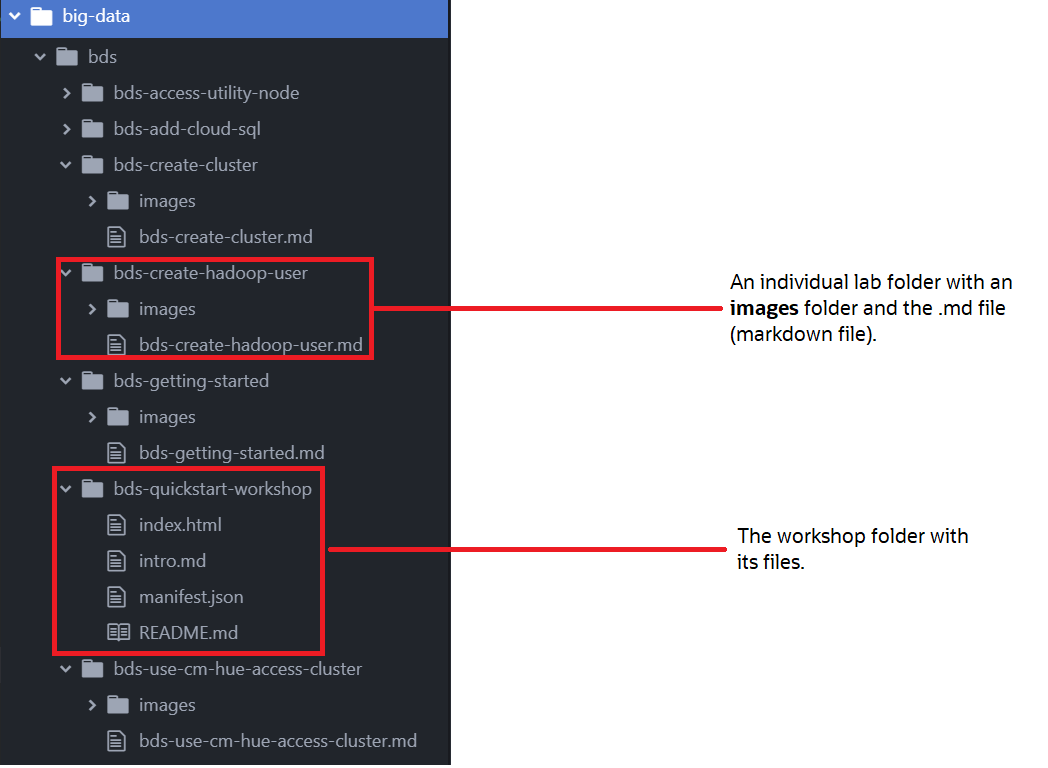 big-data
bds
bds-access-utility-node
bds-add-cloud-sql
bds-create-cluster
images
bds-create-cluster.md
bds-create-hadoop-user
images
bds-create-hadoop-user.md
An individual lab folder with an
images folder and the .md file
(markdown file).
bds-getting-started
images
bds-getting-started.md
bds-quickstart-workshop
index.html
intro.md
manifest.json
README.md
The workshop folder with
its files.
bds-use-cm-hue-access-cluster
images
bds-use-cm-hue-access-cluster.md